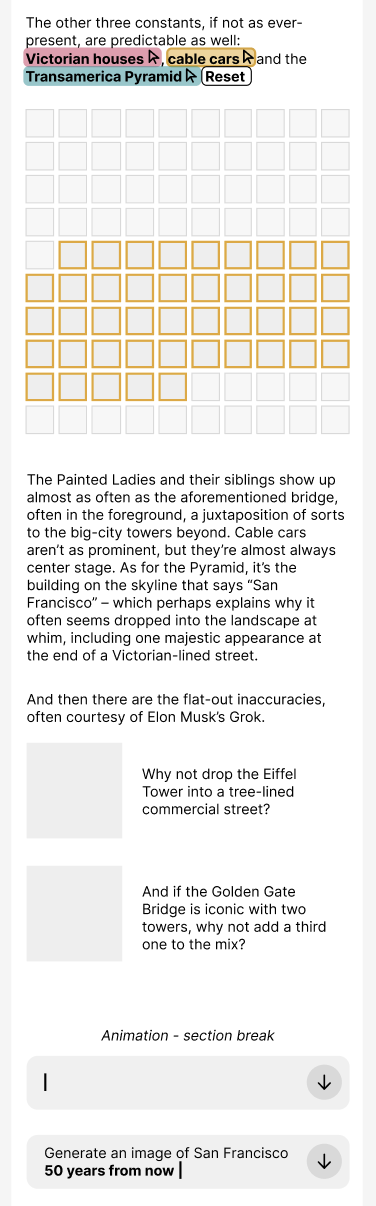 The other three constants, if not as ever-
present, are predictable as well:
Victorian houses, cable cars and the
Transamerica Pyramid Reset
The Painted Ladies and their siblings show up
almost as often as the aforementioned bridge,
often in the foreground, a juxtaposition of sorts
to the big-city towers beyond. Cable cars
aren’t as prominent, but they’re almost always
center stage. As for the Pyramid, it’s the
building on the skyline that says “San
Francisco” – which perhaps explains why it
often seems dropped into the landscape at
whim, including one majestic appearance at
the end of a Victorian-lined street.
And then there are the flat-out inaccuracies,
often courtesy of Elon Musk’s Grok.
Why not drop the Eiffel
Tower into a tree-lined
commercial street?
And if the Golden Gate
Bridge is iconic with two
towers, why not add a third
one to the mix?
Animation - section break
Generate an image of San Francisco
50 years from now